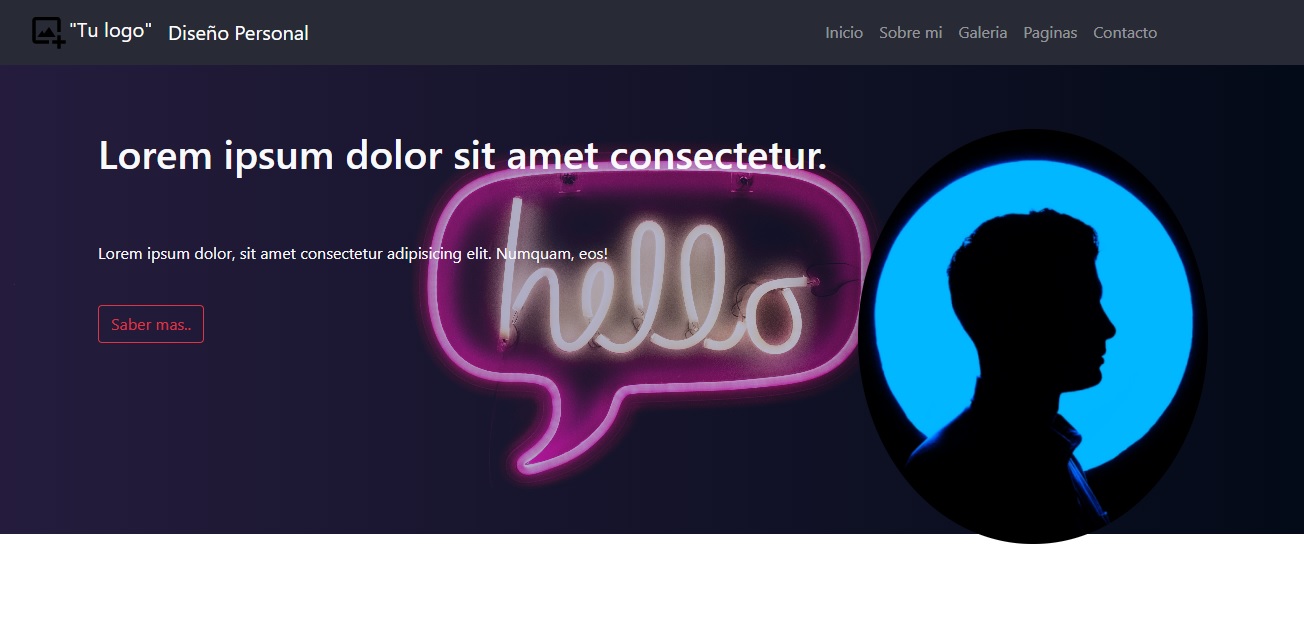 "Tu logo" Diseño Personal Inicio Sobre mi Galeria Paginas Contacto
Lorem ipsum dolor sit amet consectetur.
Lorem ipsum dolor, sit amet consectetur adipisicing elit. Numquam, eos!
hello
Saber mas..